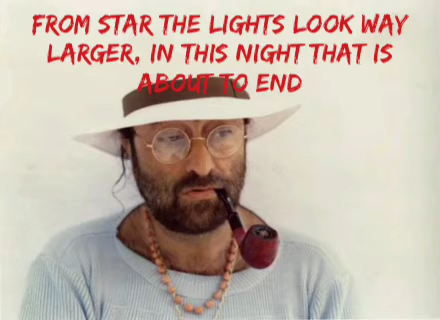 FROM STAR THE LIGHTS LOOK WAY
LARGER, IN THIS NIGHT THAT IS
ABOUT TO END